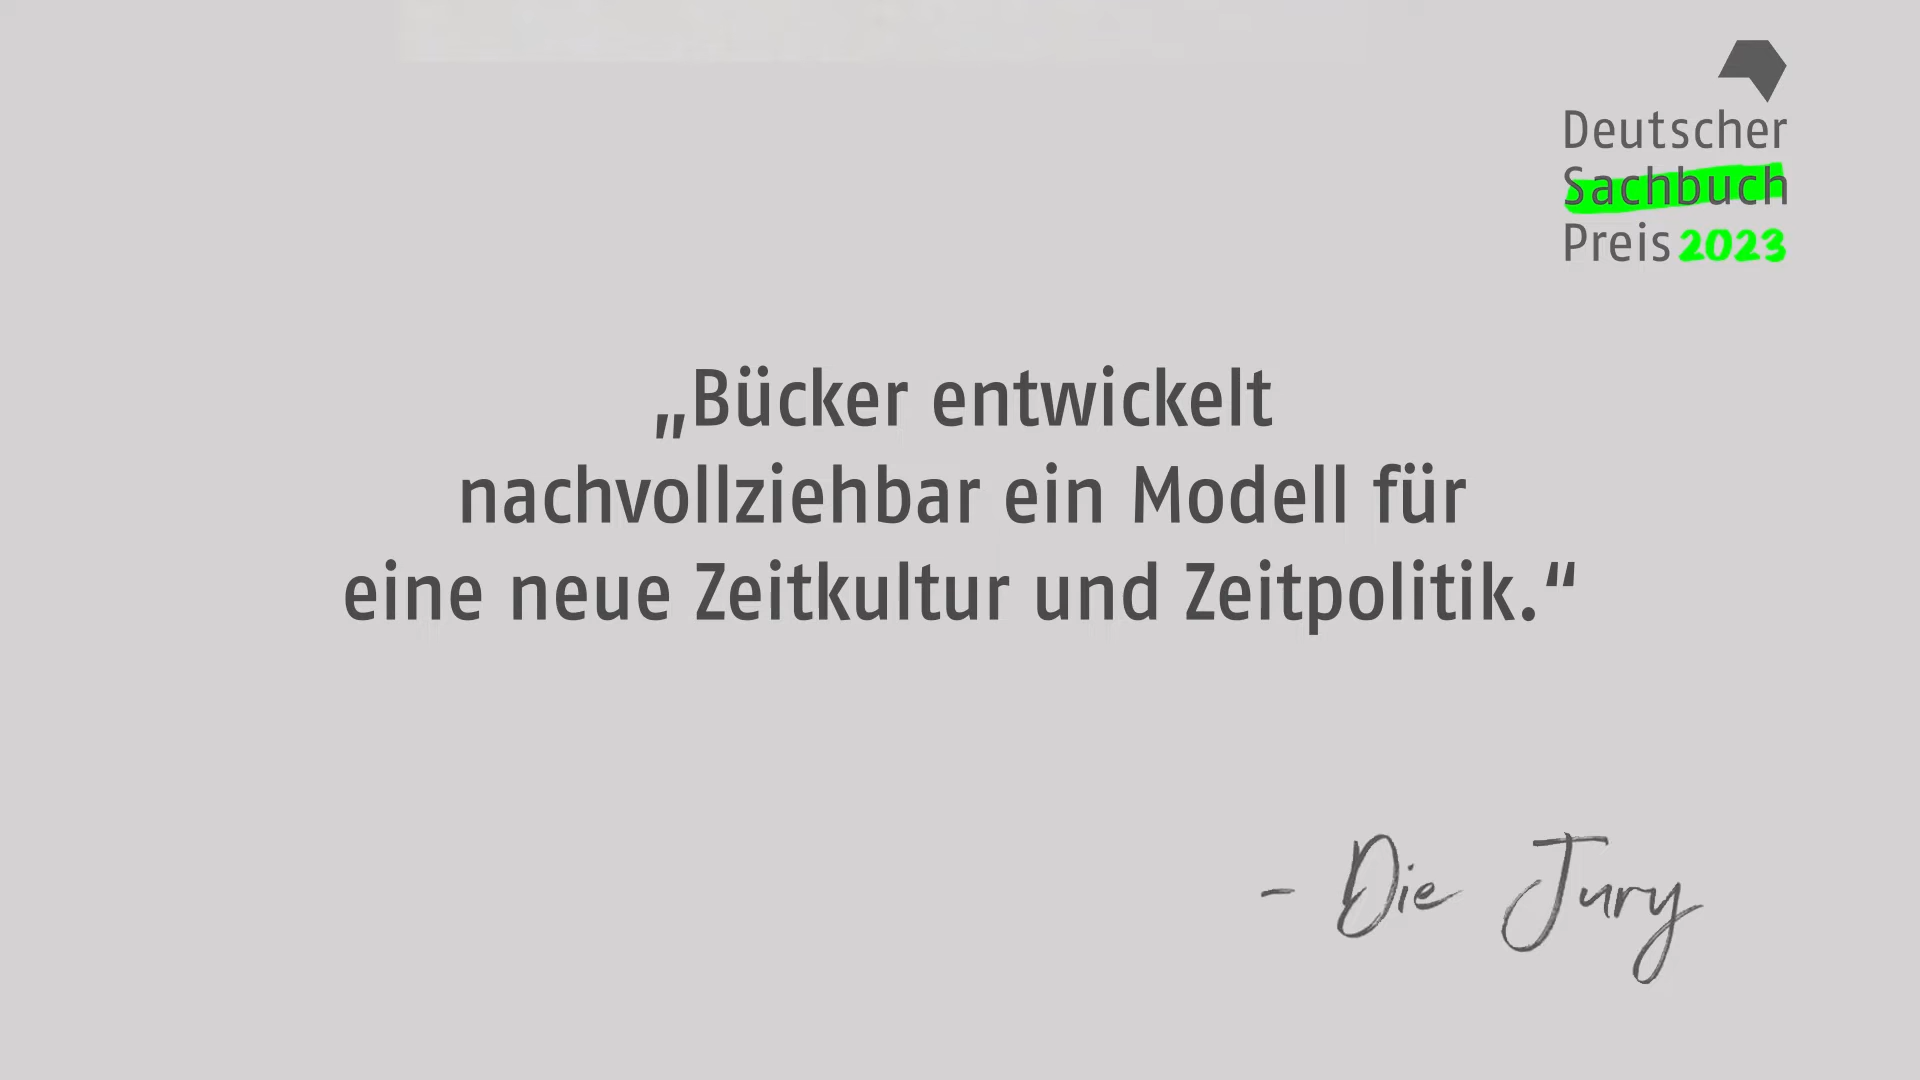 Deutscher
Sachbuch
Preis 2023
„Bücker entwickelt
nachvollziehbar ein Modell für
eine neue Zeitkultur und Zeitpolitik.“
- Die Jury